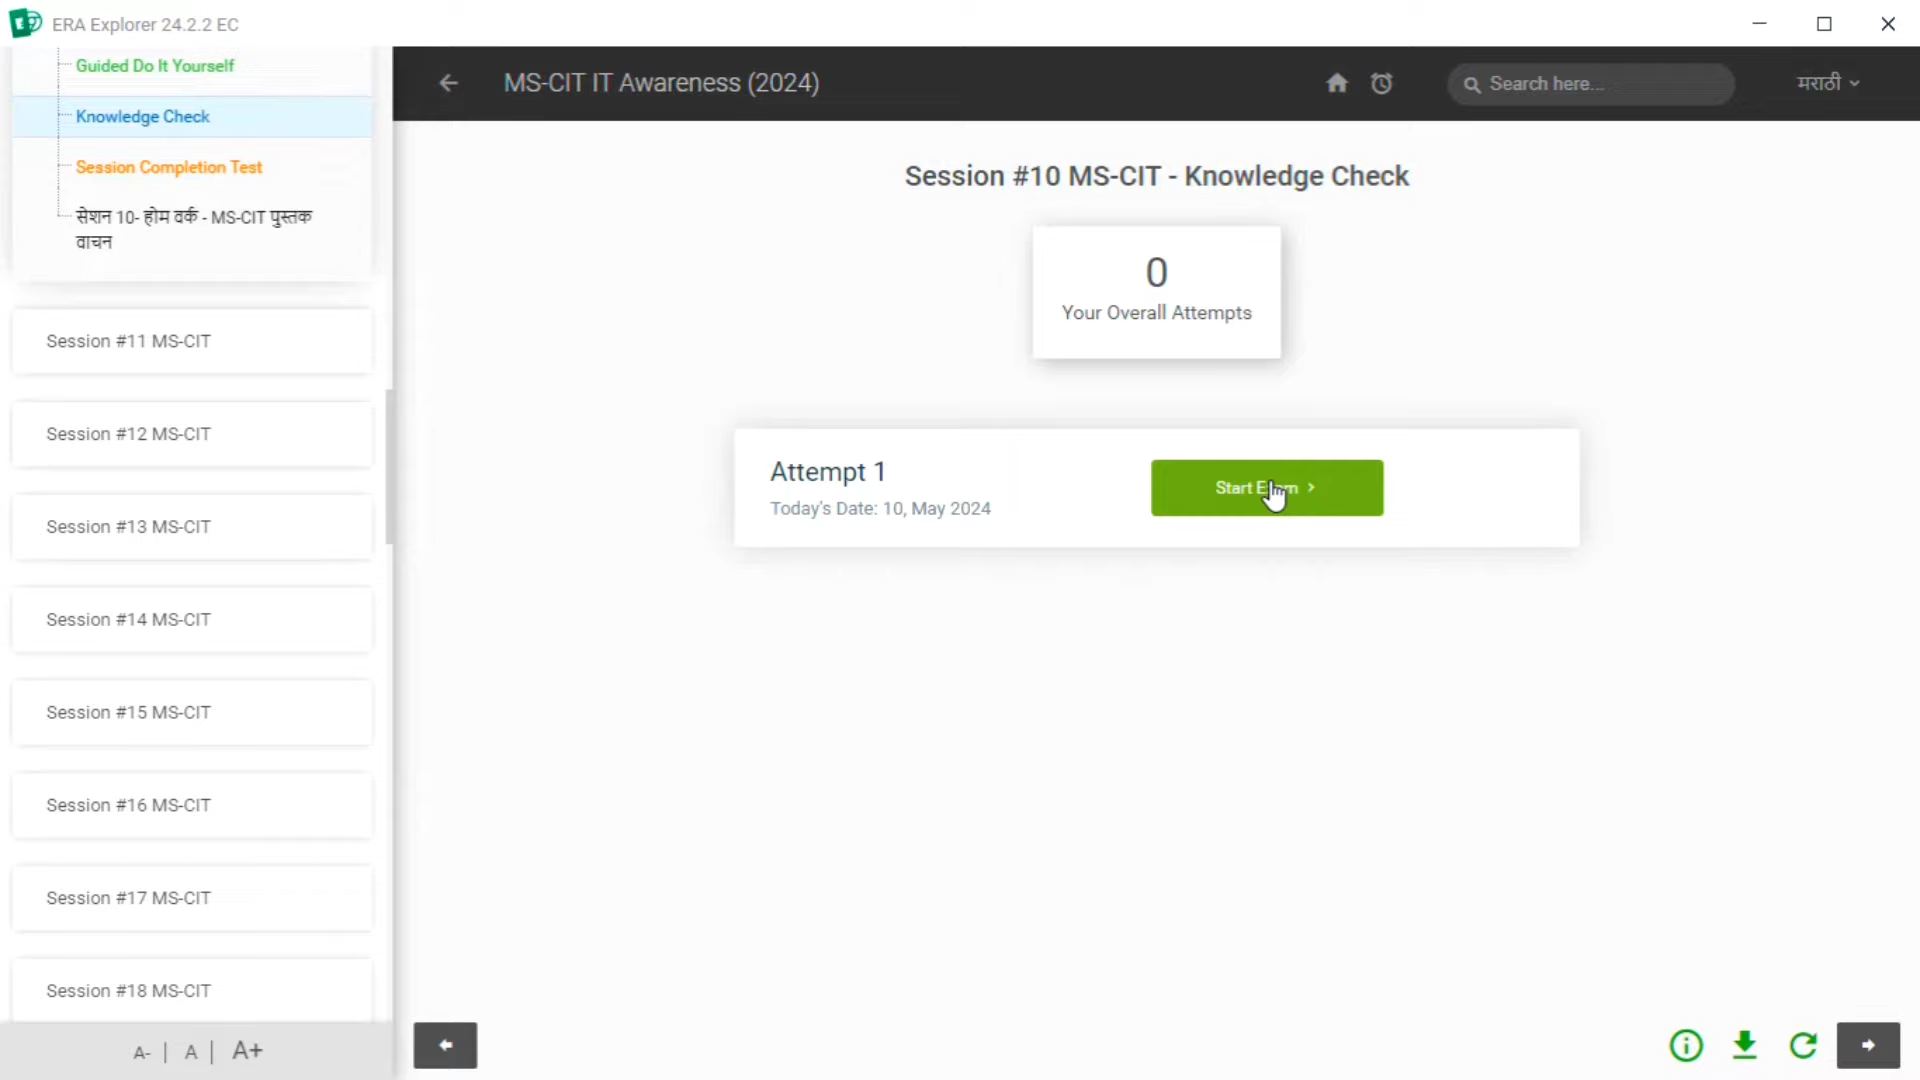 ERA Explorer 24.2.2 EC
Guided Do It Yourself
Knowledge Check
Session Completion Test
सेशन 10- होम वर्क - MS-CIT पुस्तक
वाचन
Session #11 MS-CIT
Session #12 MS-CIT
Session #13 MS-CIT
Session #14 MS-CIT
Session #15 MS-CIT
Session #16 MS-CIT
Session #17 MS-CIT
Session #18 MS-CIT
A- | A | A+
MS-CIT IT Awareness (2024)
Search here...
मराठी
Session #10 MS-CIT - Knowledge Check
0
Your Overall Attempts
Attempt 1
Today's Date: 10, May 2024
Start Exam